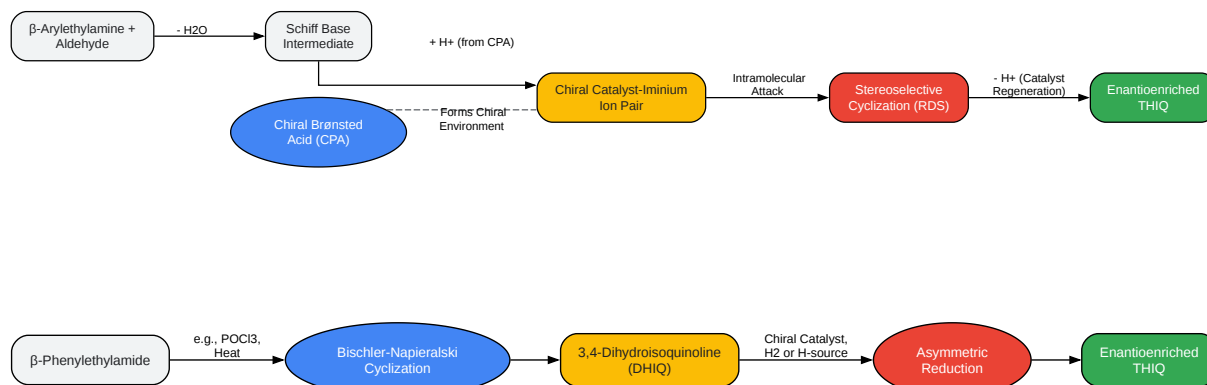 β-Arylethylamine +
Aldehyde
- H2O
Schiff Base
Intermediate
+ H+ (from CPA)
Chiral Brønsted
Acid (CPA)
Forms Chiral
Environment
Chiral Catalyst-Iminium
Ion Pair
Intramolecular
Attack
Stereoselective
Cyclization (RDS)
- H+ (Catalyst
Regeneration)
Enantioenriched
THIQ
β-Phenylethylamide
e.g., POCl3,
Heat
Bischler-Napieralski
Cyclization
3,4-Dihydroisoquinoline
(DHIQ)
Chiral Catalyst,
H2 or H-source
Asymmetric
Reduction
Enantioenriched
THIQ